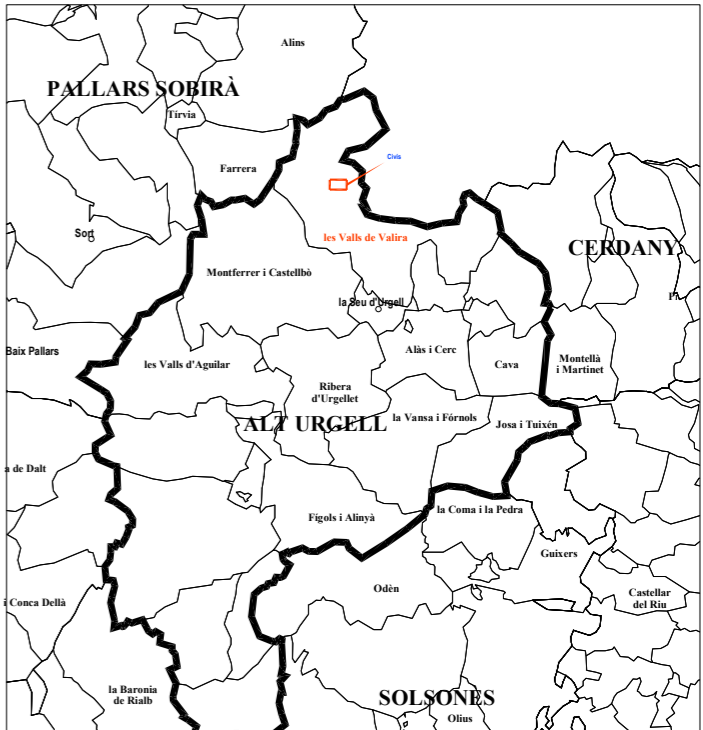 Alins
PALLARS SOBIRÀ
Tírvia
Civis
Farrera
Sort
les Valls de Valira
CERDANY
Montferrer i Castellbò
la Seu d'Urgell
Baix Pallars
les Valls d'Aguilar
Alàs i Cerc
Cava
Montellà
i Martinet
Ribera
d'Urgellet
la Vansa i Fórnols
ALT URGELL
Josa i Tuixén
a de Dalt
la Coma i la Pedra
Fígols i Alinyà
Guixers
Odèn
Castellar
del Riu
i Conca Dellà
la Baronia
de Rialb
SOLSONES
Olius